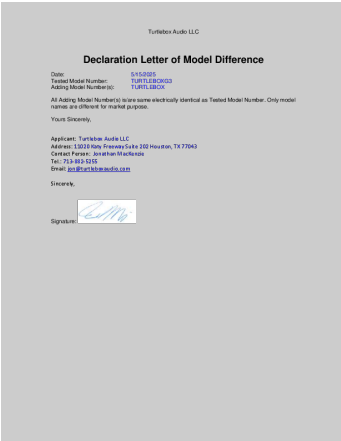 Turtlebox Audio LLC
Declaration Letter of Model Difference
Date: 5/15/2025
Tested Model Number: TURTLEBOXG3
Adding Model Number(s): TURTLEBOX
All Adding Model Number(s) is/are same electrically identical as Tested Model Number. Only model
names are different for market purpose.
Yours Sincerely,
Applicant: Turtlebox Audio LLC
Address: 11020 Katy Freeway Suite 202 Houston, TX 77043
Contact Person: Jonathan MacKenzie
Tel.: 713-882-5255
Email: jon@turtleboxaudio.com
Sincerely,
Signature: